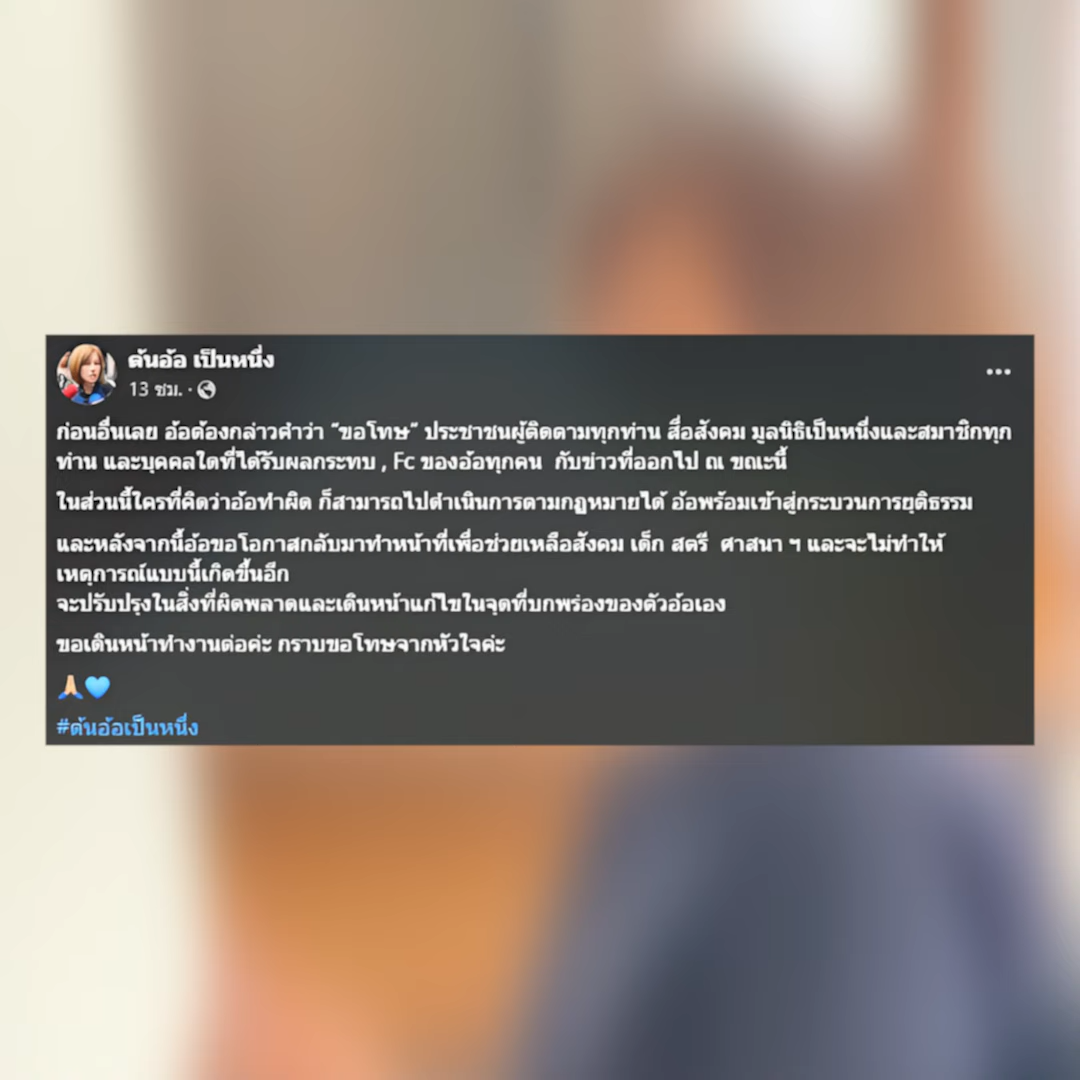 ต้นอ้อ เป็นหนึ่ง
13 ชม. ·
ก่อนอื่นเลย อ้อต้องกล่าวคำว่า "ขอโทษ" ประชาชนผู้ติดตามทุกท่าน สื่อสังคม มูลนิธิเป็นหนึ่งและสมาชิกทุก
ท่าน และบุคคลใดที่ได้รับผลกระทบ , Fc ของอ้อทุกคน กับข่าวที่ออกไป ณ ขณะนี้
ในส่วนนี้ใครที่คิดว่าอ้อทำผิด ก็สามารถไปดำเนินการตามกฎหมายได้ อ้อพร้อมเข้าสู่กระบวนการยุติธรรม
และหลังจากนี้อ้อขอโอกาสกลับมาทำหน้าที่เพื่อช่วยเหลือสังคม เด็ก สตรี ศาสนา ฯ และจะไม่ทำให้
เหตุการณ์แบบนี้เกิดขึ้นอีก
จะปรับปรุงในสิ่งที่ผิดพลาดและเดินหน้าแก้ไขในจุดที่บกพร่องของตัวอ้อเอง
ขอเดินหน้าทำงานต่อค่ะ กราบขอโทษจากหัวใจค่ะ
🙏🏻💙
#ต้นอ้อเป็นหนึ่ง